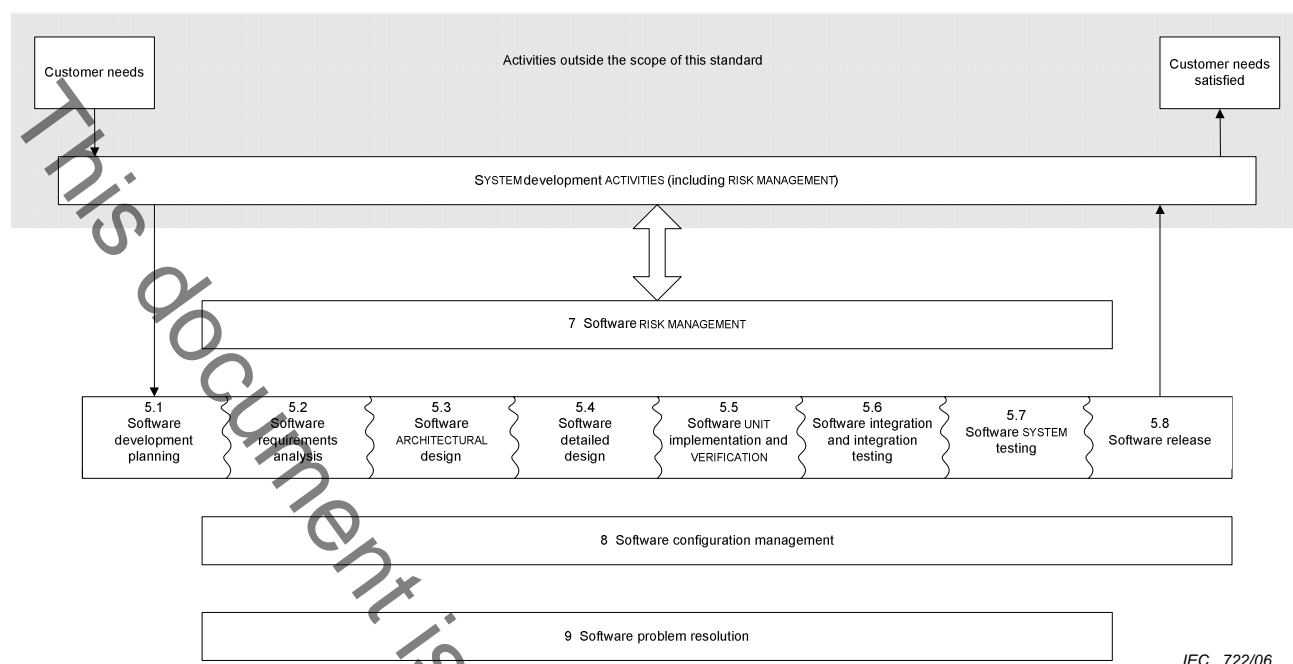 Customer needs
Activities outside the scope of this standard
Customer needs
satisfied
SYSTEM development ACTIVITIES (including RISK MANAGEMENT)
7 Software RISK MANAGEMENT
5.1
Software
development
planning
5.2
Software
requirements
analysis
5.3
Software
ARCHITECTURAL
design
5.4
Software
detailed
design
5.5
Software UNIT
implementation and
VERIFICATION
5.6
Software integration
and integration
testing
5.7
Software SYSTEM
testing
5.8
Software release
8 Software configuration management
9 Software problem resolution
IEC 722/06
This document is